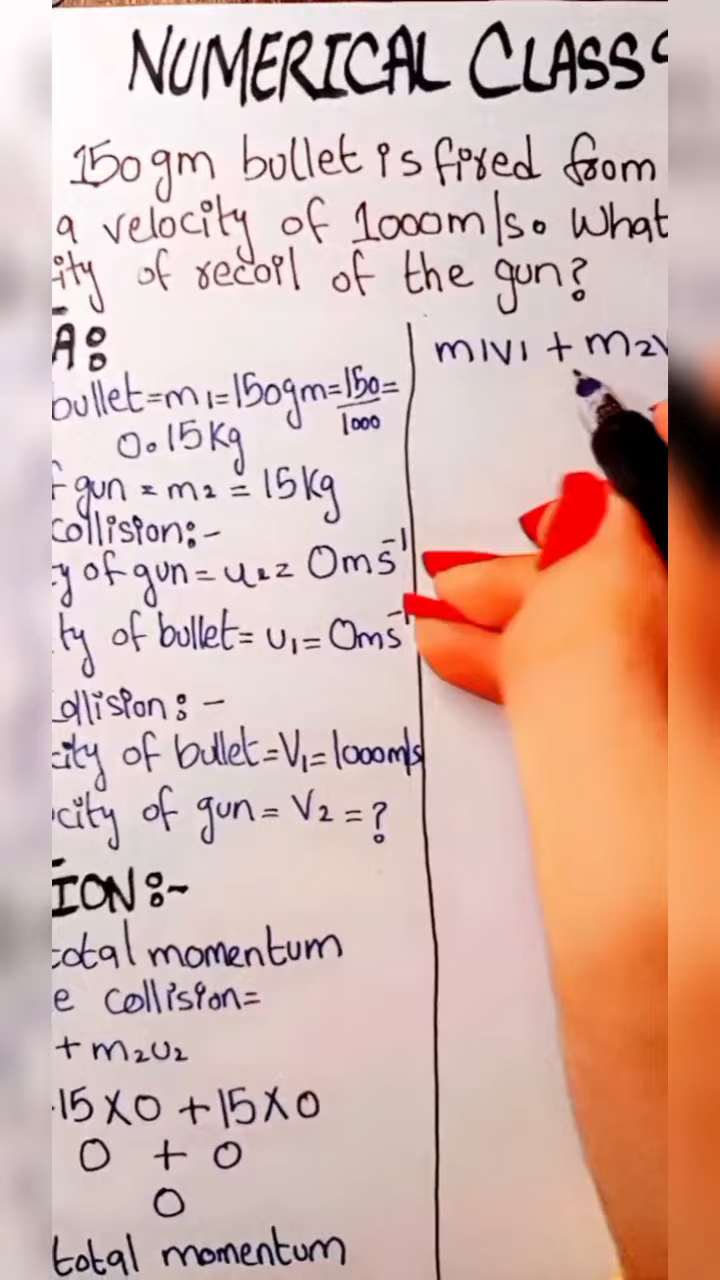 NUMERICAL CLASS
150gm bullet is fired from
a velocity of 1000m/s. What
ity of recoil of the gun?
A:
bullet=m1=150gm=150/1000=
0.15Kg
f gun = m2 = 15Kg
collision:-
y of gun = u2 = 0ms-1
ty of bullet= u1 = 0ms-1
ollision: -
city of bullet=V1=1000m/s
city of gun = V2 = ?
ION:-
total momentum
e collision=
+ m2u2
.15 X 0 + 15 X 0
0 + 0
0
total momentum
m1v1 + m2v